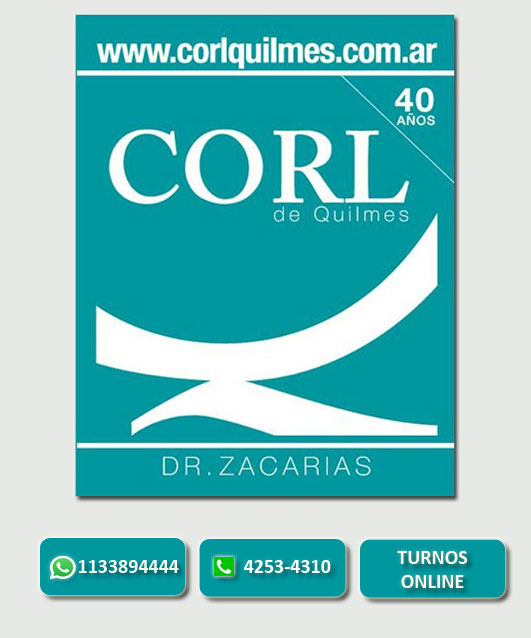 www.corlquilmes.com.ar
40
AÑOS
CORL
de Quilmes
DR. ZACARIAS
1133894444
4253-4310
TURNOS
ONLINE